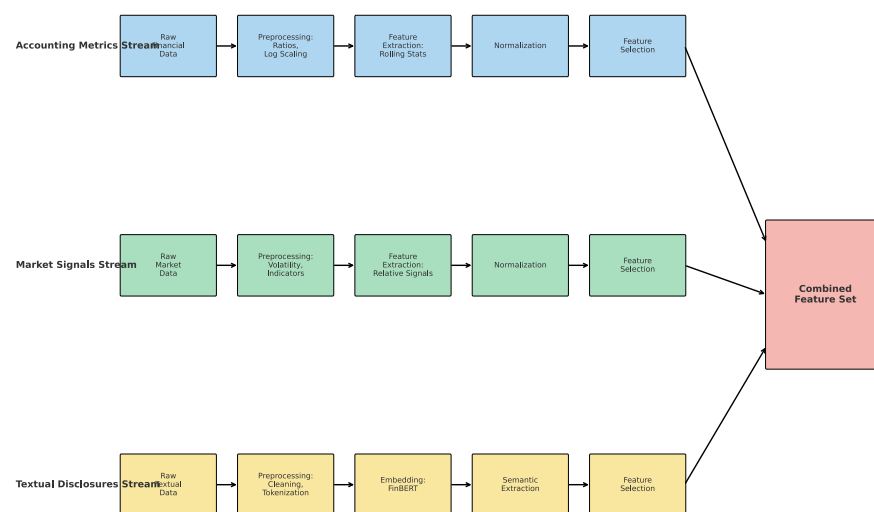 Accounting Metrics Stream
Raw
Financial
Data
Preprocessing:
Ratios,
Log Scaling
Feature
Extraction:
Rolling Stats
Normalization
Feature
Selection
Market Signals Stream
Raw
Market
Data
Preprocessing:
Volatility,
Indicators
Feature
Extraction:
Relative Signals
Normalization
Feature
Selection
Combined
Feature Set
Textual Disclosures Stream
Raw
Textual
Data
Preprocessing:
Cleaning,
Tokenization
Embedding:
FinBERT
Semantic
Extraction
Feature
Selection